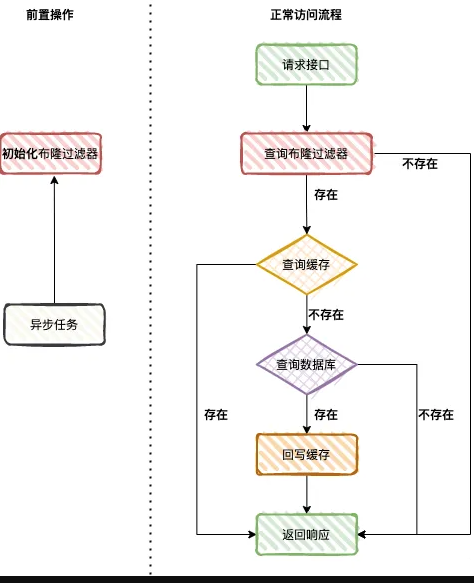 前置操作
正常访问流程
请求接口
初始化布隆过滤器
查询布隆过滤器
不存在
存在
查询缓存
不存在
异步任务
查询数据库
存在
存在
不存在
回写缓存
返回响应